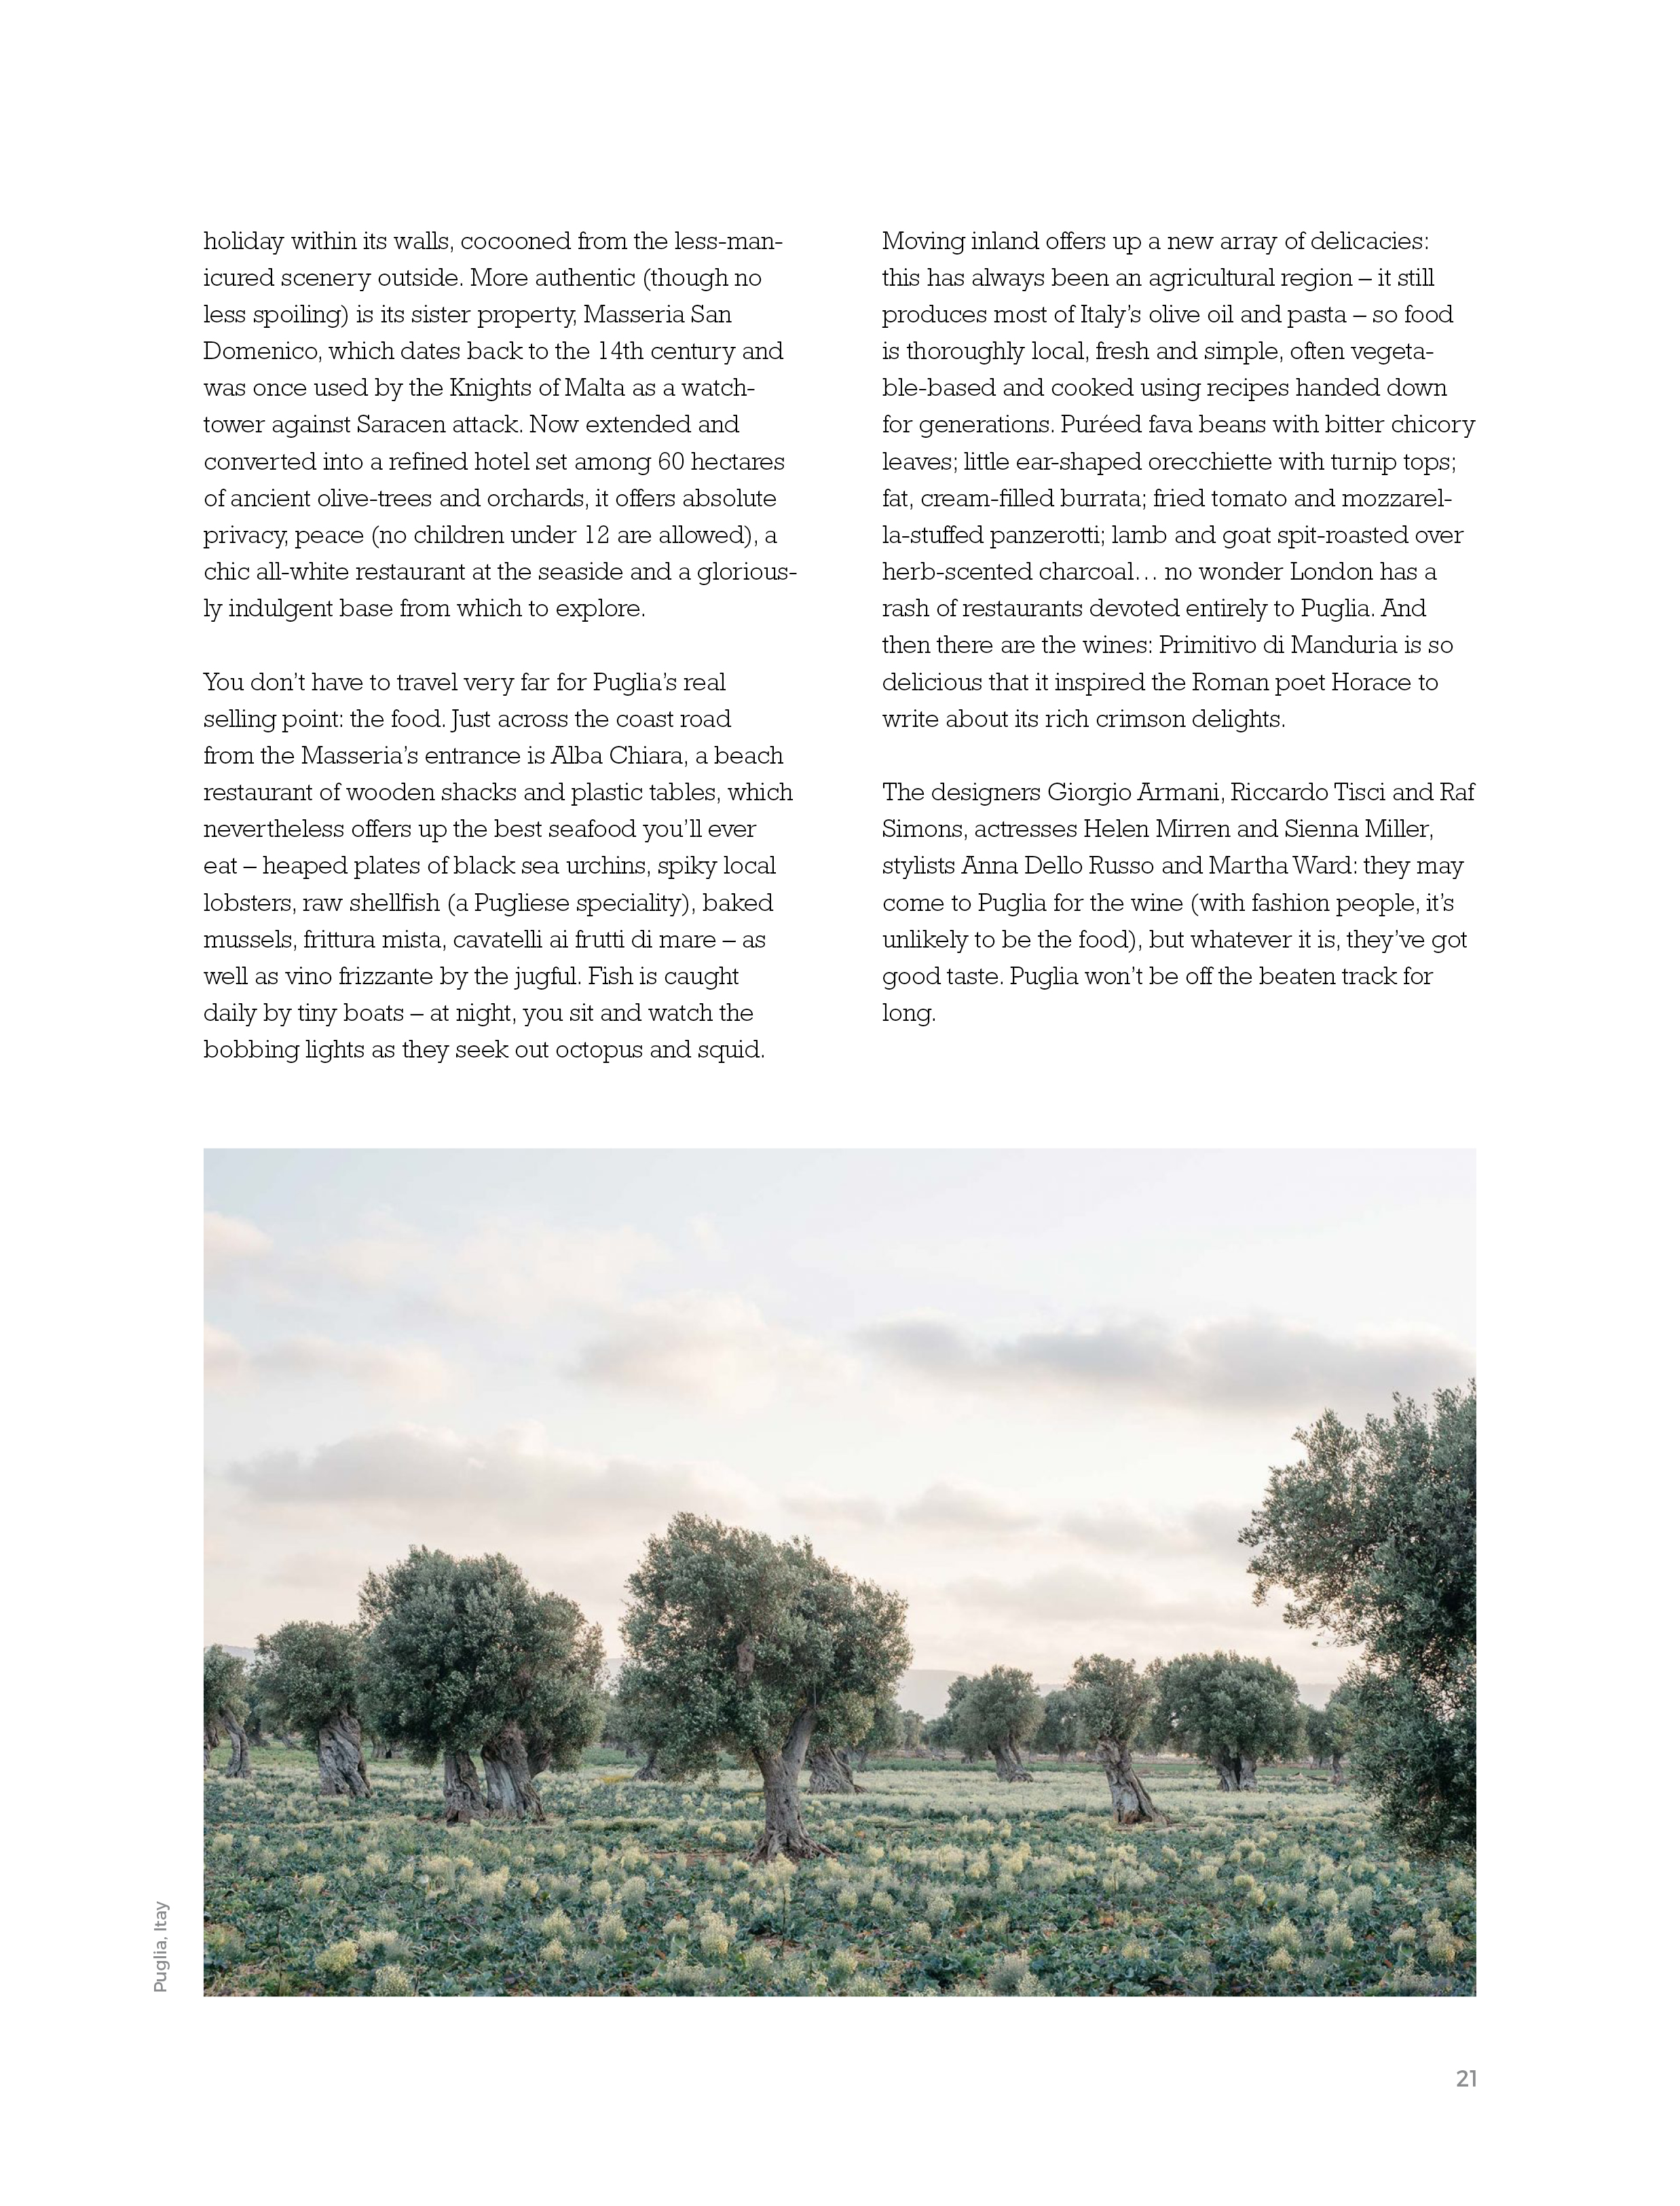 holiday within its walls, cocooned from the less-man-
icured scenery outside. More authentic (though no
less spoiling) is its sister property, Masseria San
Domenico, which dates back to the 14th century and
was once used by the Knights of Malta as a watch-
tower against Saracen attack. Now extended and
converted into a refined hotel set among 60 hectares
of ancient olive-trees and orchards, it offers absolute
privacy, peace (no children under 12 are allowed), a
chic all-white restaurant at the seaside and a glorious-
ly indulgent base from which to explore.
You don’t have to travel very far for Puglia’s real
selling point: the food. Just across the coast road
from the Masseria’s entrance is Alba Chiara, a beach
restaurant of wooden shacks and plastic tables, which
nevertheless offers up the best seafood you’ll ever
eat – heaped plates of black sea urchins, spiky local
lobsters, raw shellfish (a Pugliese speciality), baked
mussels, frittura mista, cavatelli ai frutti di mare – as
well as vino frizzante by the jugful. Fish is caught
daily by tiny boats – at night, you sit and watch the
bobbing lights as they seek out octopus and squid.
Moving inland offers up a new array of delicacies:
this has always been an agricultural region – it still
produces most of Italy’s olive oil and pasta – so food
is thoroughly local, fresh and simple, often vegeta-
ble-based and cooked using recipes handed down
for generations. Puréed fava beans with bitter chicory
leaves; little ear-shaped orecchiette with turnip tops;
fat, cream-filled burrata; fried tomato and mozzarel-
la-stuffed panzerotti; lamb and goat spit-roasted over
herb-scented charcoal… no wonder London has a
rash of restaurants devoted entirely to Puglia. And
then there are the wines: Primitivo di Manduria is so
delicious that it inspired the Roman poet Horace to
write about its rich crimson delights.
The designers Giorgio Armani, Riccardo Tisci and Raf
Simons, actresses Helen Mirren and Sienna Miller,
stylists Anna Dello Russo and Martha Ward: they may
come to Puglia for the wine (with fashion people, it’s
unlikely to be the food), but whatever it is, they’ve got
good taste. Puglia won’t be off the beaten track for
long.
Puglia, Itay
21